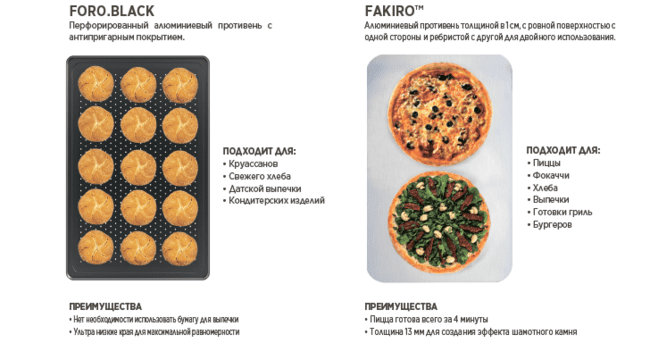 FORO.BLACK
Перфорированный алюминиевый противень с
антипригарным покрытием.
ПОДХОДИТ ДЛЯ:
• Круассанов
• Свежего хлеба
• Датской выпечки
• Кондитерских изделий
ПРЕИМУЩЕСТВА
• Нет необходимости использовать бумагу для выпечки
• Ультра низкие края для максимальной равномерности
FAKIRO™
Алюминиевый противень толщиной в 1 см, с ровной поверхностью с
одной стороны и ребристой с другой для двойного использования.
ПОДХОДИТ ДЛЯ:
• Пиццы
• Фокаччи
• Хлеба
• Выпечки
• Готовки гриль
• Бургеров
ПРЕИМУЩЕСТВА
• Пицца готова всего за 4 минуты
• Толщина 13 мм для создания эффекта шамотного камня